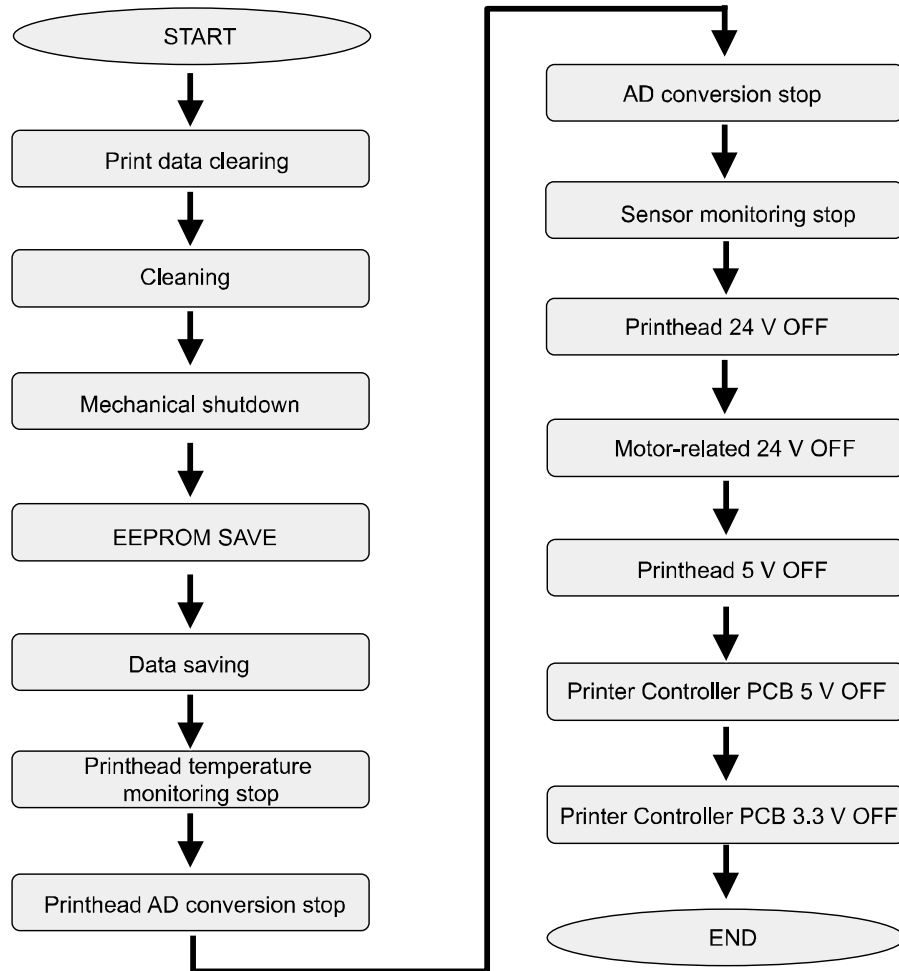 START
Print data clearing
Cleaning
Mechanical shutdown
EEPROM SAVE
Data saving
Printhead temperature
monitoring stop
Printhead AD conversion stop
AD conversion stop
Sensor monitoring stop
Printhead 24 V OFF
Motor-related 24 V OFF
Printhead 5 V OFF
Printer Controller PCB 5 V OFF
Printer Controller PCB 3.3 V OFF
END